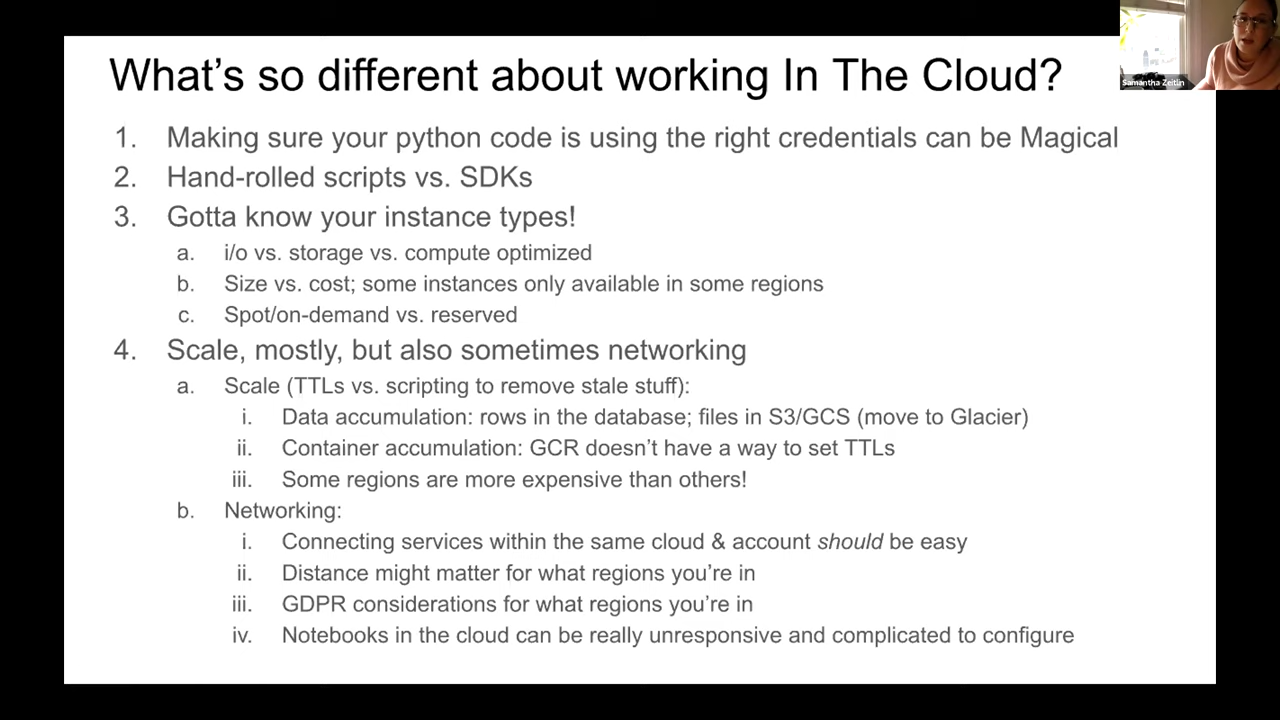 What's so different about working In The Cloud?
Samantha Zeitlin
1. Making sure your python code is using the right credentials can be Magical
2. Hand-rolled scripts vs. SDKs
3. Gotta know your instance types!
a. i/o vs. storage vs. compute optimized
b. Size vs. cost; some instances only available in some regions
c. Spot/on-demand vs. reserved
4. Scale, mostly, but also sometimes networking
a. Scale (TTLs vs. scripting to remove stale stuff):
i. Data accumulation: rows in the database; files in S3/GCS (move to Glacier)
ii. Container accumulation: GCR doesn't have a way to set TTLs
iii. Some regions are more expensive than others!
b. Networking:
i. Connecting services within the same cloud & account should be easy
ii. Distance might matter for what regions you're in
iii. GDPR considerations for what regions you're in
iv. Notebooks in the cloud can be really unresponsive and complicated to configure